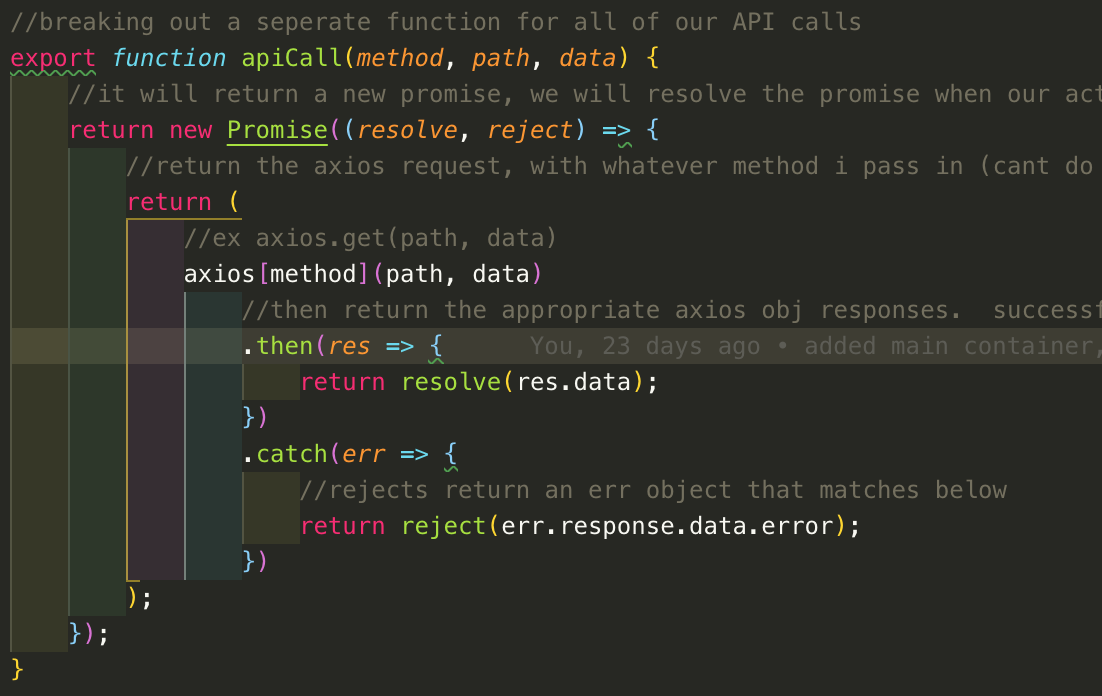 //breaking out a seperate function for all of our API calls
export function apiCall(method, path, data) {
//it will return a new promise, we will resolve the promise when our act
return new Promise((resolve, reject) => {
//return the axios request, with whatever method i pass in (cant do
return (
//ex axios.get(path, data)
axios[method](path, data)
//then return the appropriate axios obj responses.  successf
.then(res => {      You, 23 days ago • added main container,
return resolve(res.data);
})
.catch(err => {
//rejects return an err object that matches below
return reject(err.response.data.error);
})
);
});
}